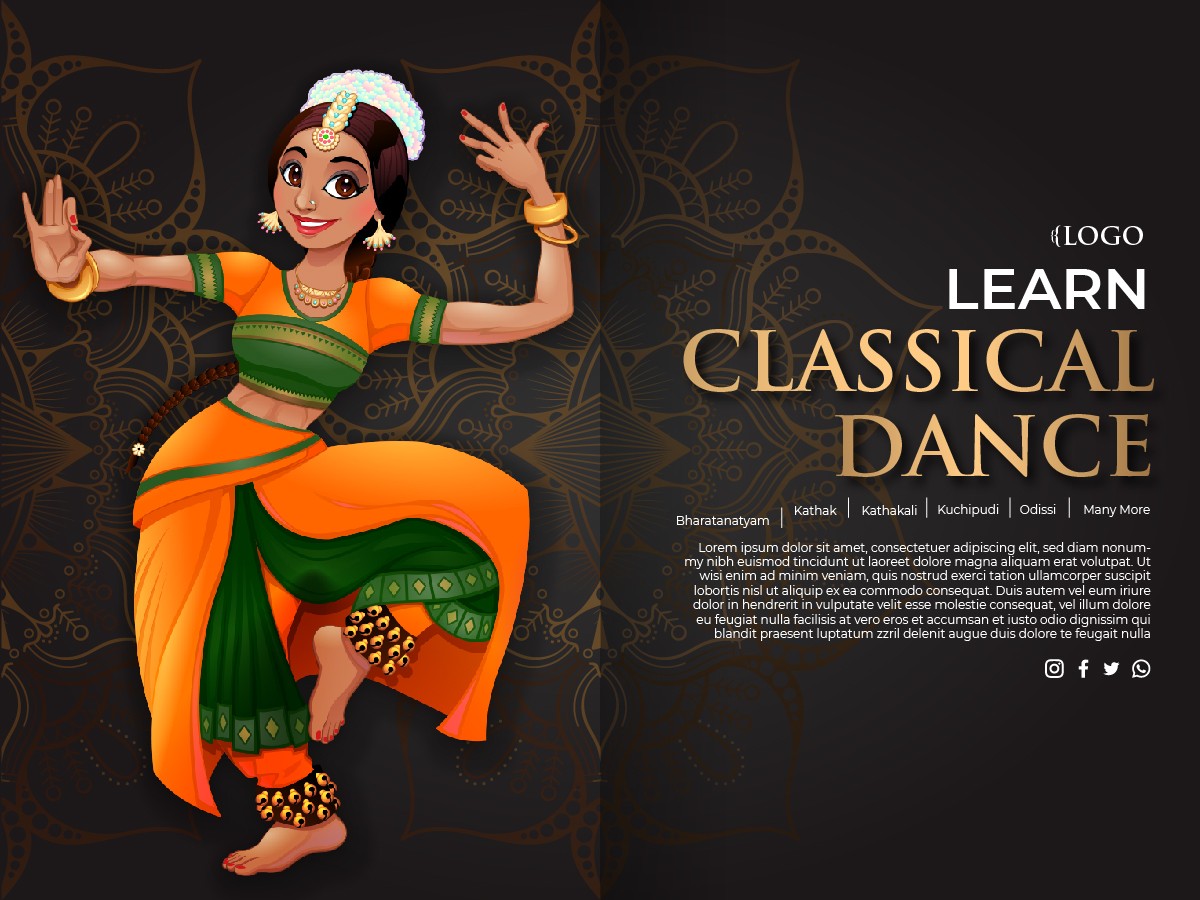 LOGO
LEARN
CLASSICAL
DANCE
Bharatanatyam | Kathak | Kathakali | Kuchipudi | Odissi | Many More
Lorem ipsum dolor sit amet, consectetuer adipiscing elit, sed diam nonum-
my nibh euismod tincidunt ut laoreet dolore magna aliquam erat volutpat. Ut
wisi enim ad minim veniam, quis nostrud exerci tation ullamcorper suscipit
lobortis nisl ut aliquip ex ea commodo consequat. Duis autem vel eum iriure
dolor in hendrerit in vulputate velit esse molestie consequat, vel illum dolore
eu feugiat nulla facilisis at vero eros et accumsan et iusto odio dignissim qui
blandit praesent luptatum zzril delenit augue duis dolore te feugait nulla